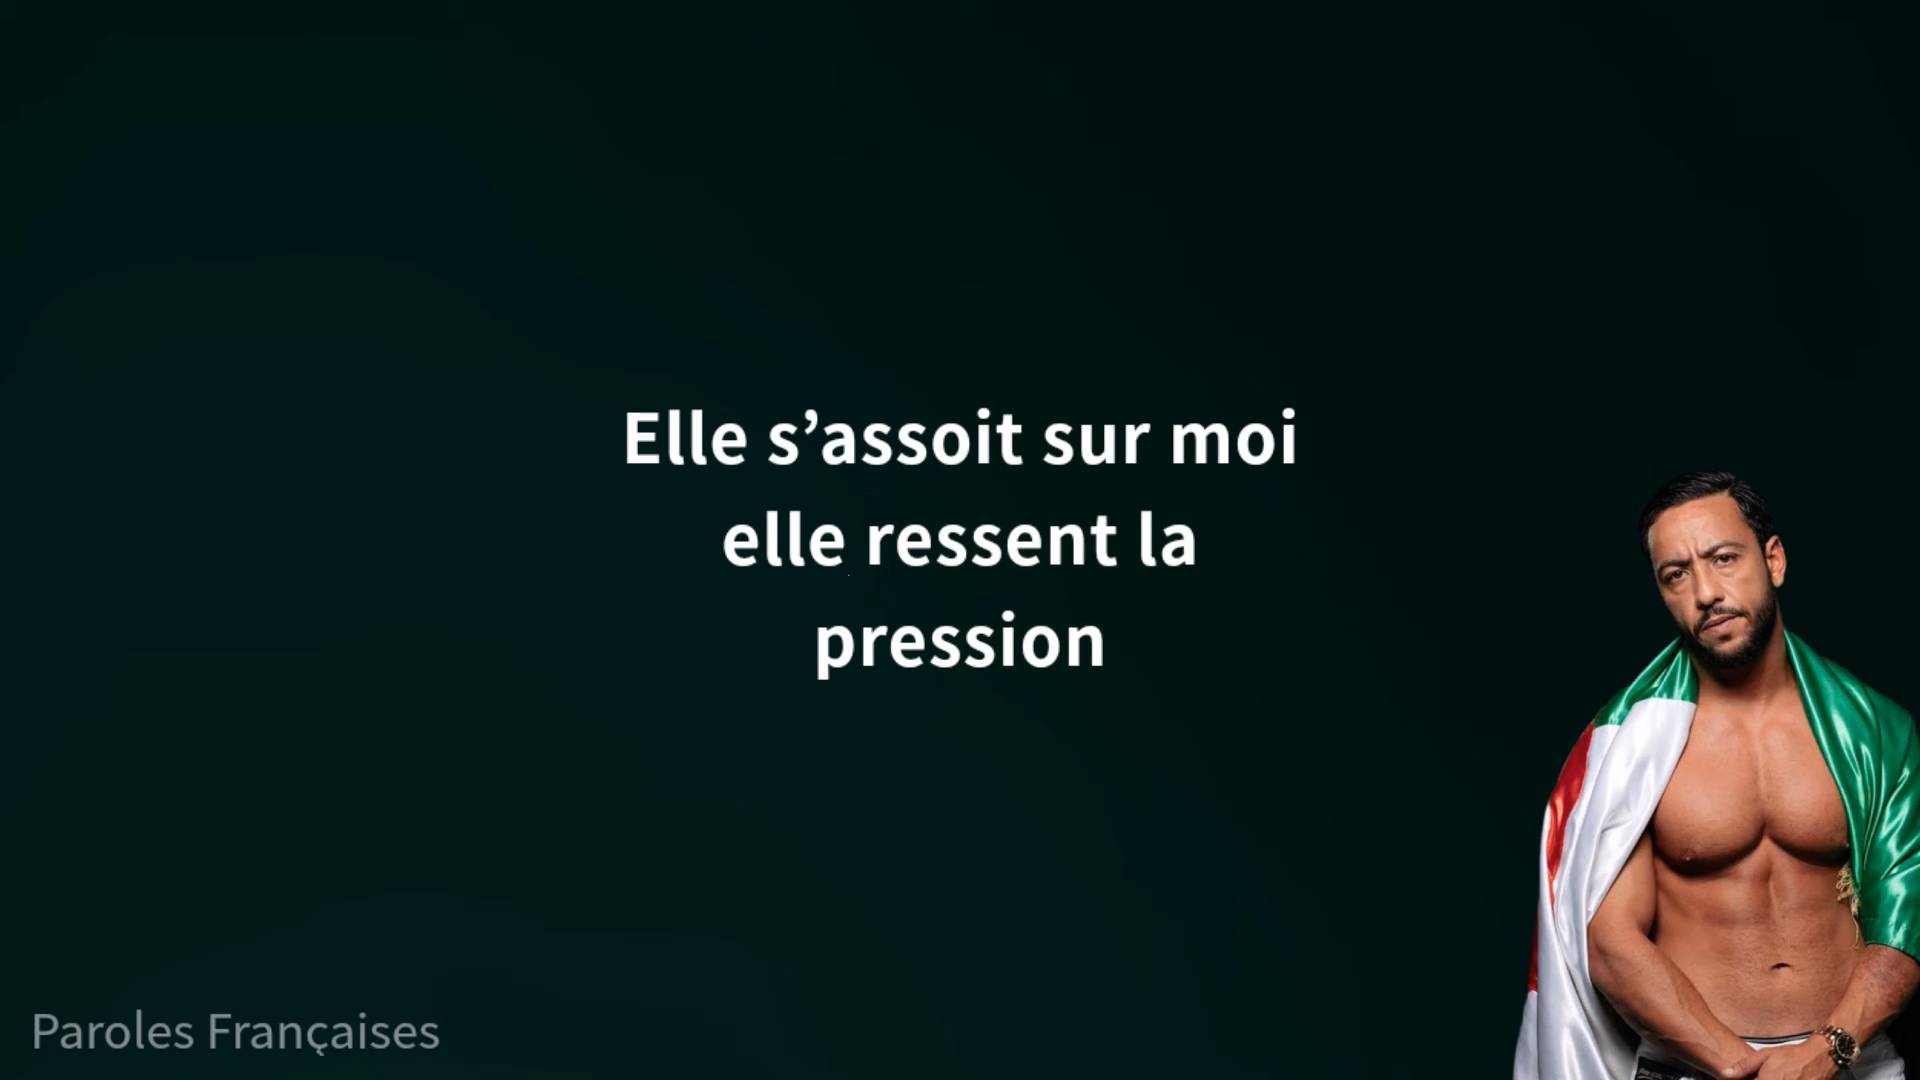 Elle s’assoit sur moi
elle ressent la
pression
Paroles Françaises